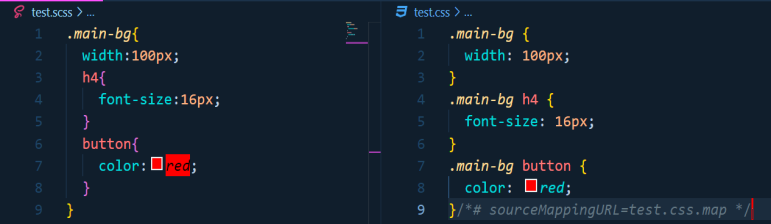 test.scss > ...
1 .main-bg{
2 width:100px;
3 h4{
4 font-size:16px;
5 }
6 button{
7 color:red;
8 }
9 }
test.css > ...
1 .main-bg {
2 width: 100px;
3 }
4 .main-bg h4 {
5 font-size: 16px;
6 }
7 .main-bg button {
8 color: red;
9 }/*# sourceMappingURL=test.css.map */